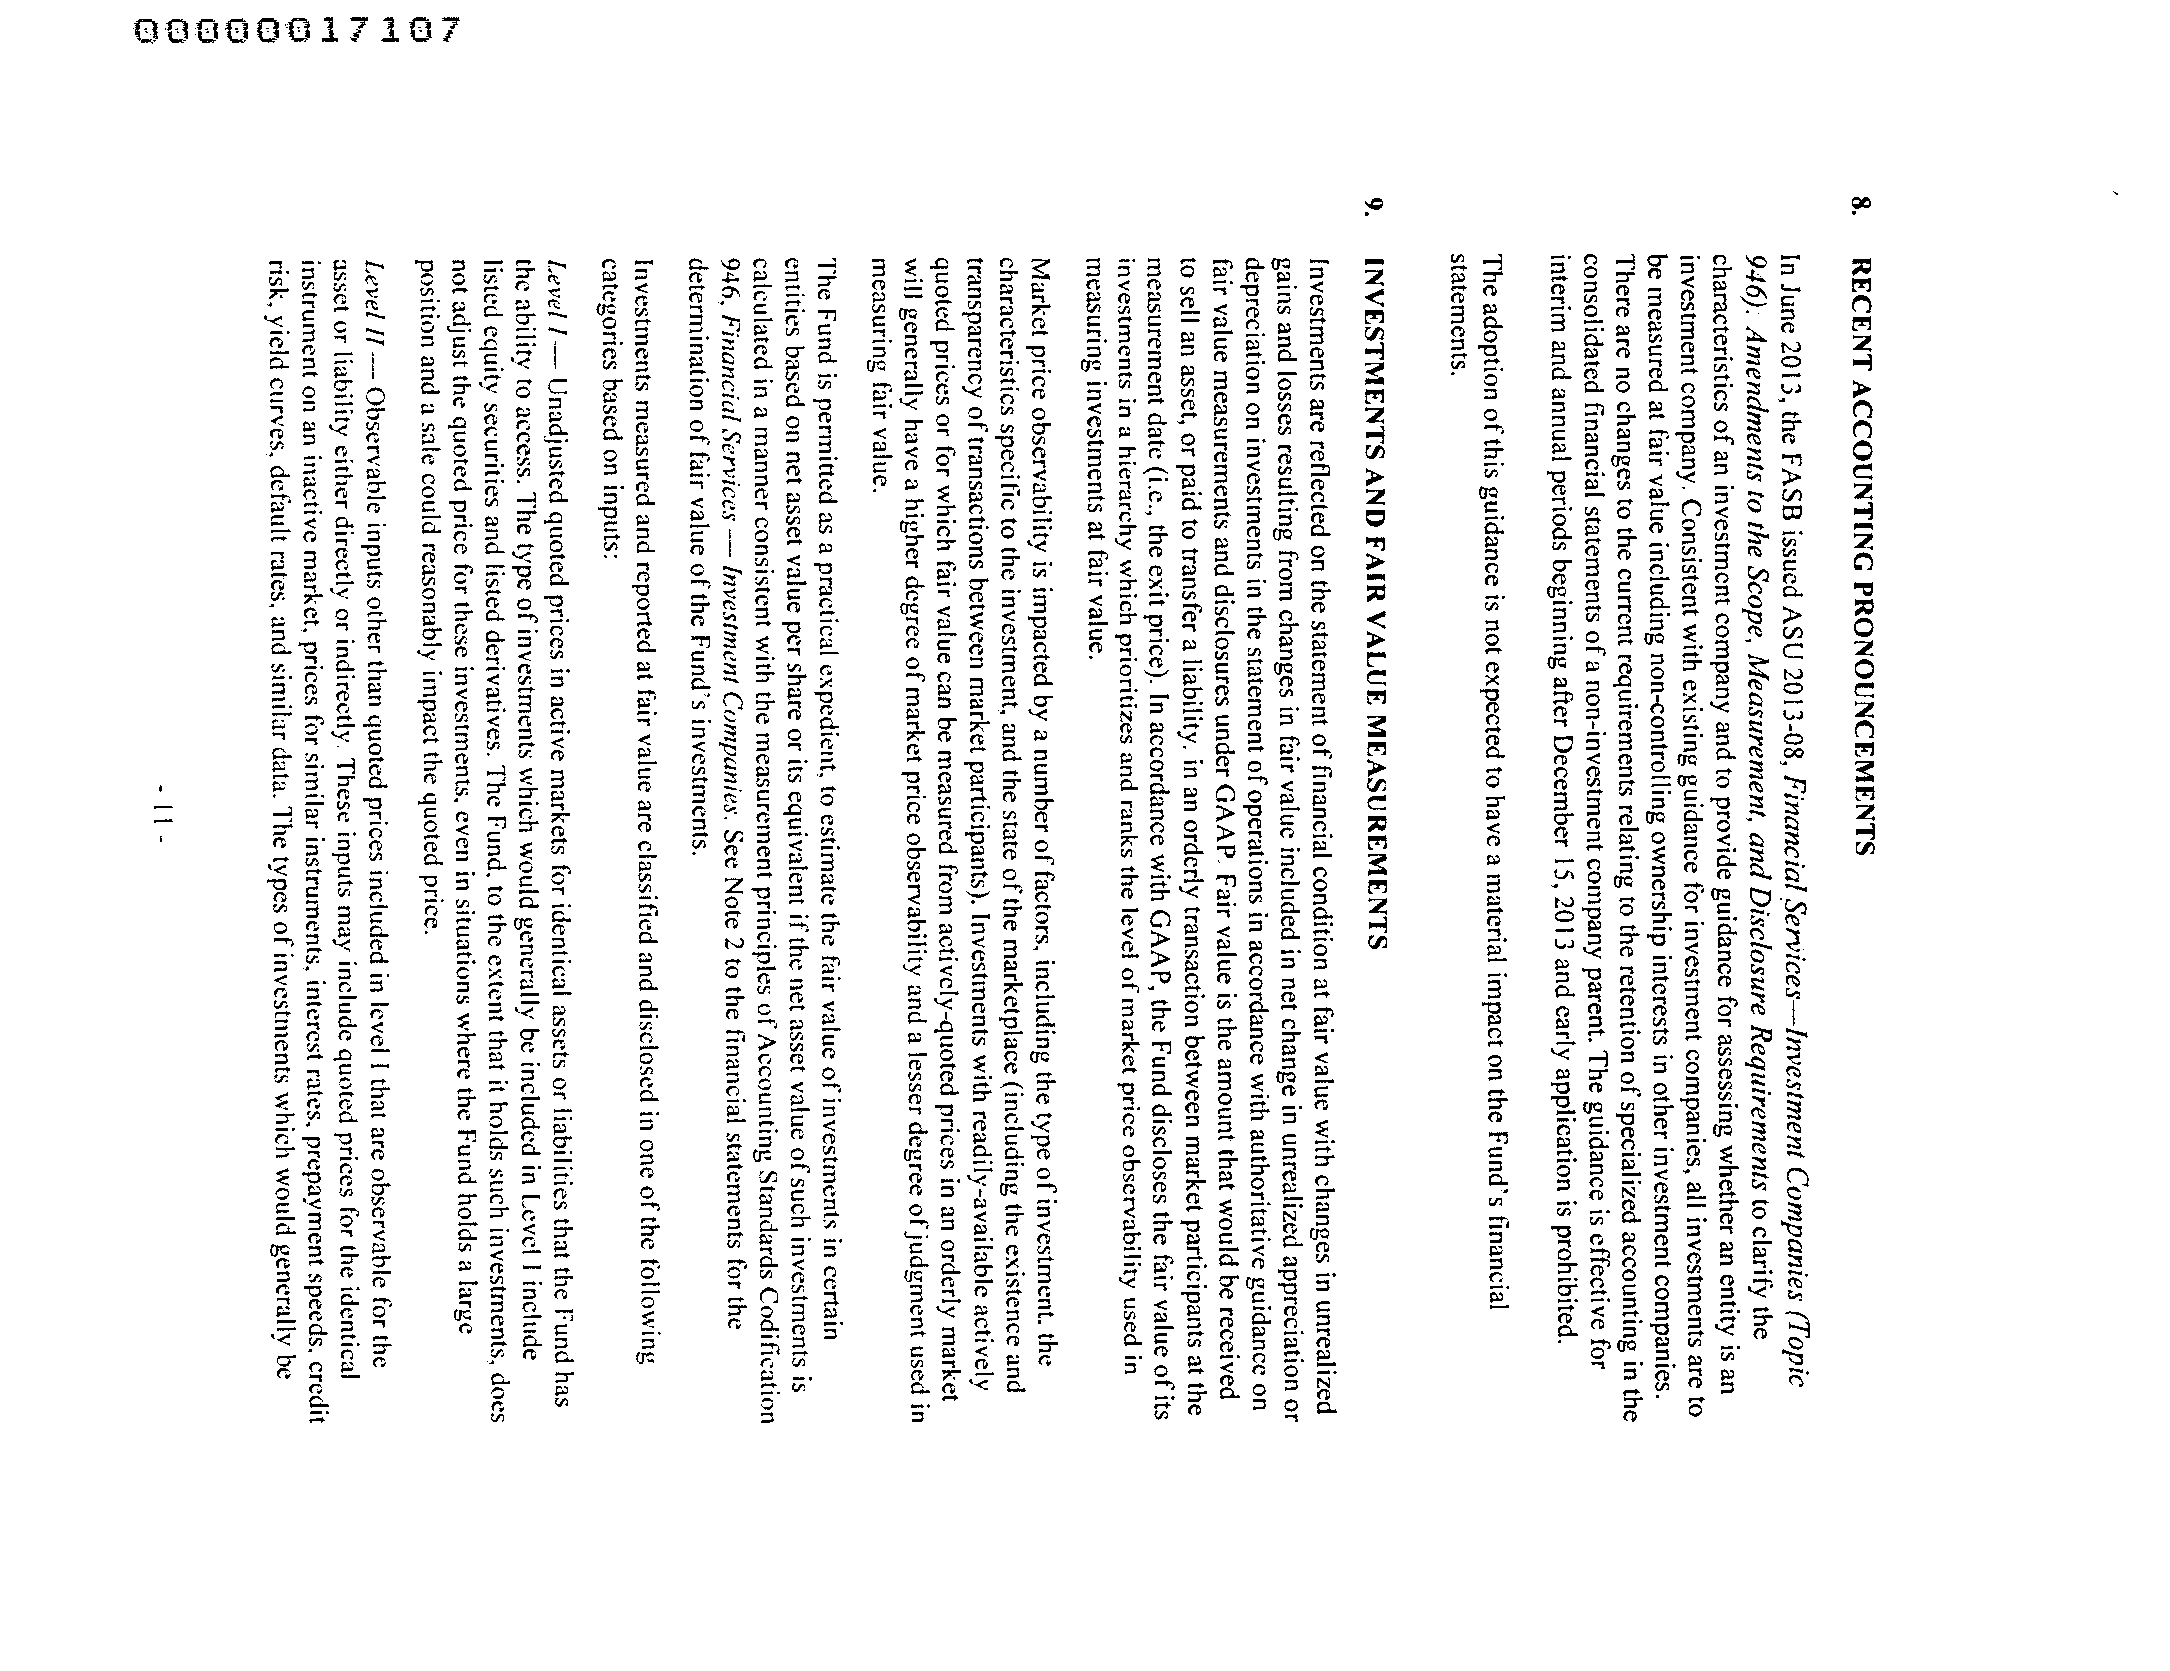 00000017107
8. RECENT ACCOUNTING PRONOUNCEMENTS
In June 2013, the FASB issued ASU 2013-08, Financial Services—Investment Companies (Topic
946): Amendments to the Scope, Measurement, and Disclosure Requirements to clarify the
characteristics of an investment company and to provide guidance for assessing whether an entity is an
investment company. Consistent with existing guidance for investment companies, all investments are to
be measured at fair value including non-controlling ownership interests in other investment companies.
There are no changes to the current requirements relating to the retention of specialized accounting in the
consolidated financial statements of a non-investment company parent. The guidance is effective for
interim and annual periods beginning after December 15, 2013 and early application is prohibited.
The adoption of this guidance is not expected to have a material impact on the Fund's financial
statements.
9. INVESTMENTS AND FAIR VALUE MEASUREMENTS
Investments are reflected on the statement of financial condition at fair value with changes in unrealized
gains and losses resulting from changes in fair value included in net change in unrealized appreciation or
depreciation on investments in the statement of operations in accordance with authoritative guidance on
fair value measurements and disclosures under GAAP. Fair value is the amount that would be received
to sell an asset, or paid to transfer a liability, in an orderly transaction between market participants at the
measurement date (i.e., the exit price). In accordance with GAAP, the Fund discloses the fair value of its
investments in a hierarchy which prioritizes and ranks the level of market price observability used in
measuring investments at fair value.
Market price observability is impacted by a number of factors, including the type of investment, the
characteristics specific to the investment, and the state of the marketplace (including the existence and
transparency of transactions between market participants). Investments with readily-available actively
quoted prices or for which fair value can be measured from actively-quoted prices in an orderly market
will generally have a higher degree of market price observability and a lesser degree of judgment used in
measuring fair value.
The Fund is permitted as a practical expedient, to estimate the fair value of investments in certain
entities based on net asset value per share or its equivalent if the net asset value of such investments is
calculated in a manner consistent with the measurement principles of Accounting Standards Codification
946, Financial Services — Investment Companies. See Note 2 to the financial statements for the
determination of fair value of the Fund's investments.
Investments measured and reported at fair value are classified and disclosed in one of the following
categories based on inputs:
Level I — Unadjusted quoted prices in active markets for identical assets or liabilities that the Fund has
the ability to access. The type of investments which would generally be included in Level I include
listed equity securities and listed derivatives. The Fund, to the extent that it holds such investments, does
not adjust the quoted price for these investments, even in situations where the Fund holds a large
position and a sale could reasonably impact the quoted price.
Level II — Observable inputs other than quoted prices included in level I that are observable for the
asset or liability either directly or indirectly. These inputs may include quoted prices for the identical
instrument on an inactive market, prices for similar instruments, interest rates, prepayment speeds, credit
risk, yield curves, default rates, and similar data. The types of investments which would generally be
- 11 -